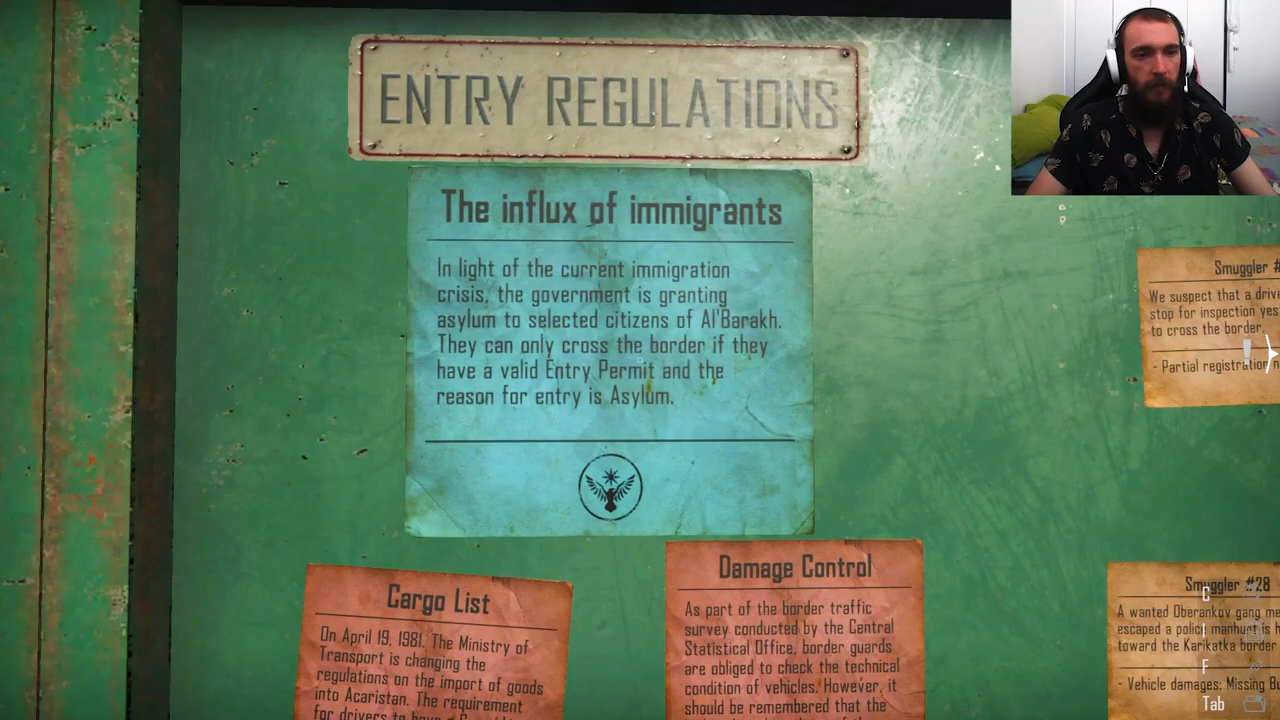 ENTRY REGULATIONS
The influx of immigrants
In light of the current immigration
crisis, the government is granting
asylum to selected citizens of Al'Barakh.
They can only cross the border if they
have a valid Entry Permit and the
reason for entry is Asylum.
Cargo List
On April 19, 1981, The Ministry of
Transport is changing the
regulations on the import of goods
into Acaristan. The requirement
for drivers to have a
Damage Control
As part of the border traffic
survey conducted by the Central
Statistical Office, border guards
are obliged to check the technical
condition of vehicles. However, it
should be remembered that the
Smuggler #
We suspect that a drive
stop for inspection yes
to cross the border.
- Partial registration n
Smuggler #28
A wanted Oberankov gang me
escaped a police manhunt is h
toward the Karikatka border
- Vehicle damages: Missing Bu
C
F
Tab